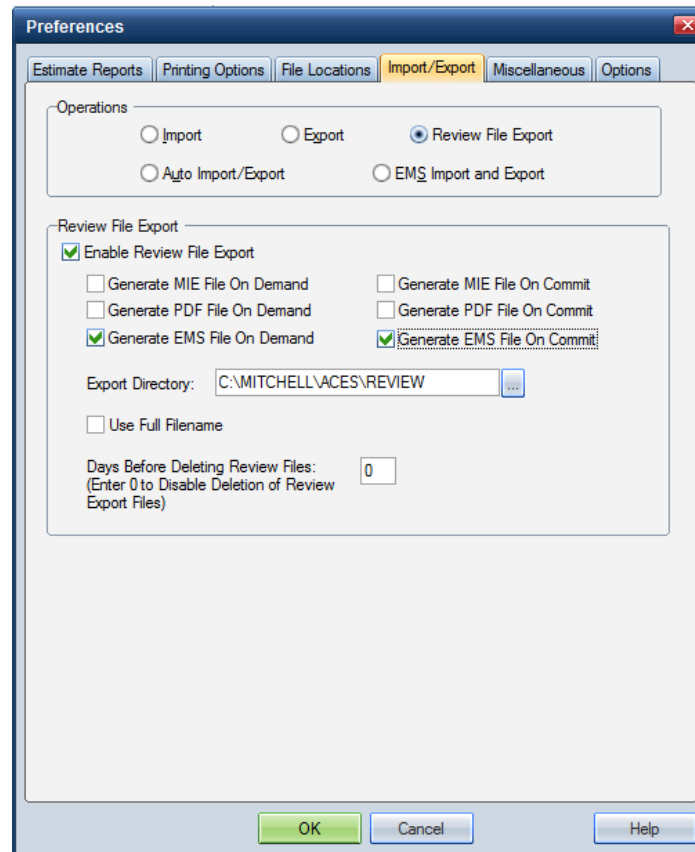 Preferences
Estimate Reports Printing Options File Locations Import/Export Miscellaneous Options
Operations
Import Export Review File Export
Auto Import/Export EMS Import and Export
Review File Export
Enable Review File Export
Generate MIE File On Demand Generate MIE File On Commit
Generate PDF File On Demand Generate PDF File On Commit
Generate EMS File On Demand Generate EMS File On Commit
Export Directory: C:\MITCHELL\ACES\REVIEW ...
Use Full Filename
Days Before Deleting Review Files: 0
(Enter 0 to Disable Deletion of Review
Export Files)
OK Cancel Help